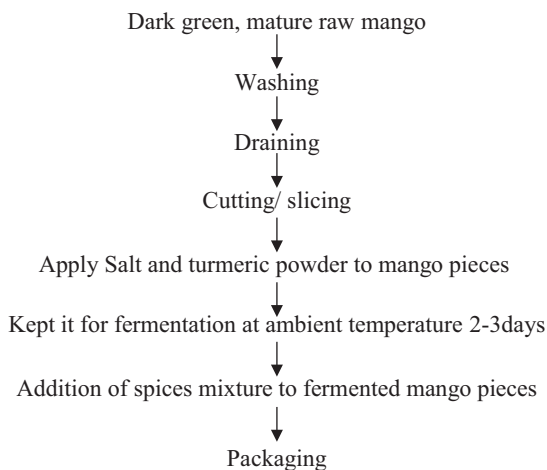 Dark green, mature raw mango
Washing
Draining
Cutting/ slicing
Apply Salt and turmeric powder to mango pieces
Kept it for fermentation at ambient temperature 2-3days
Addition of spices mixture to fermented mango pieces
Packaging